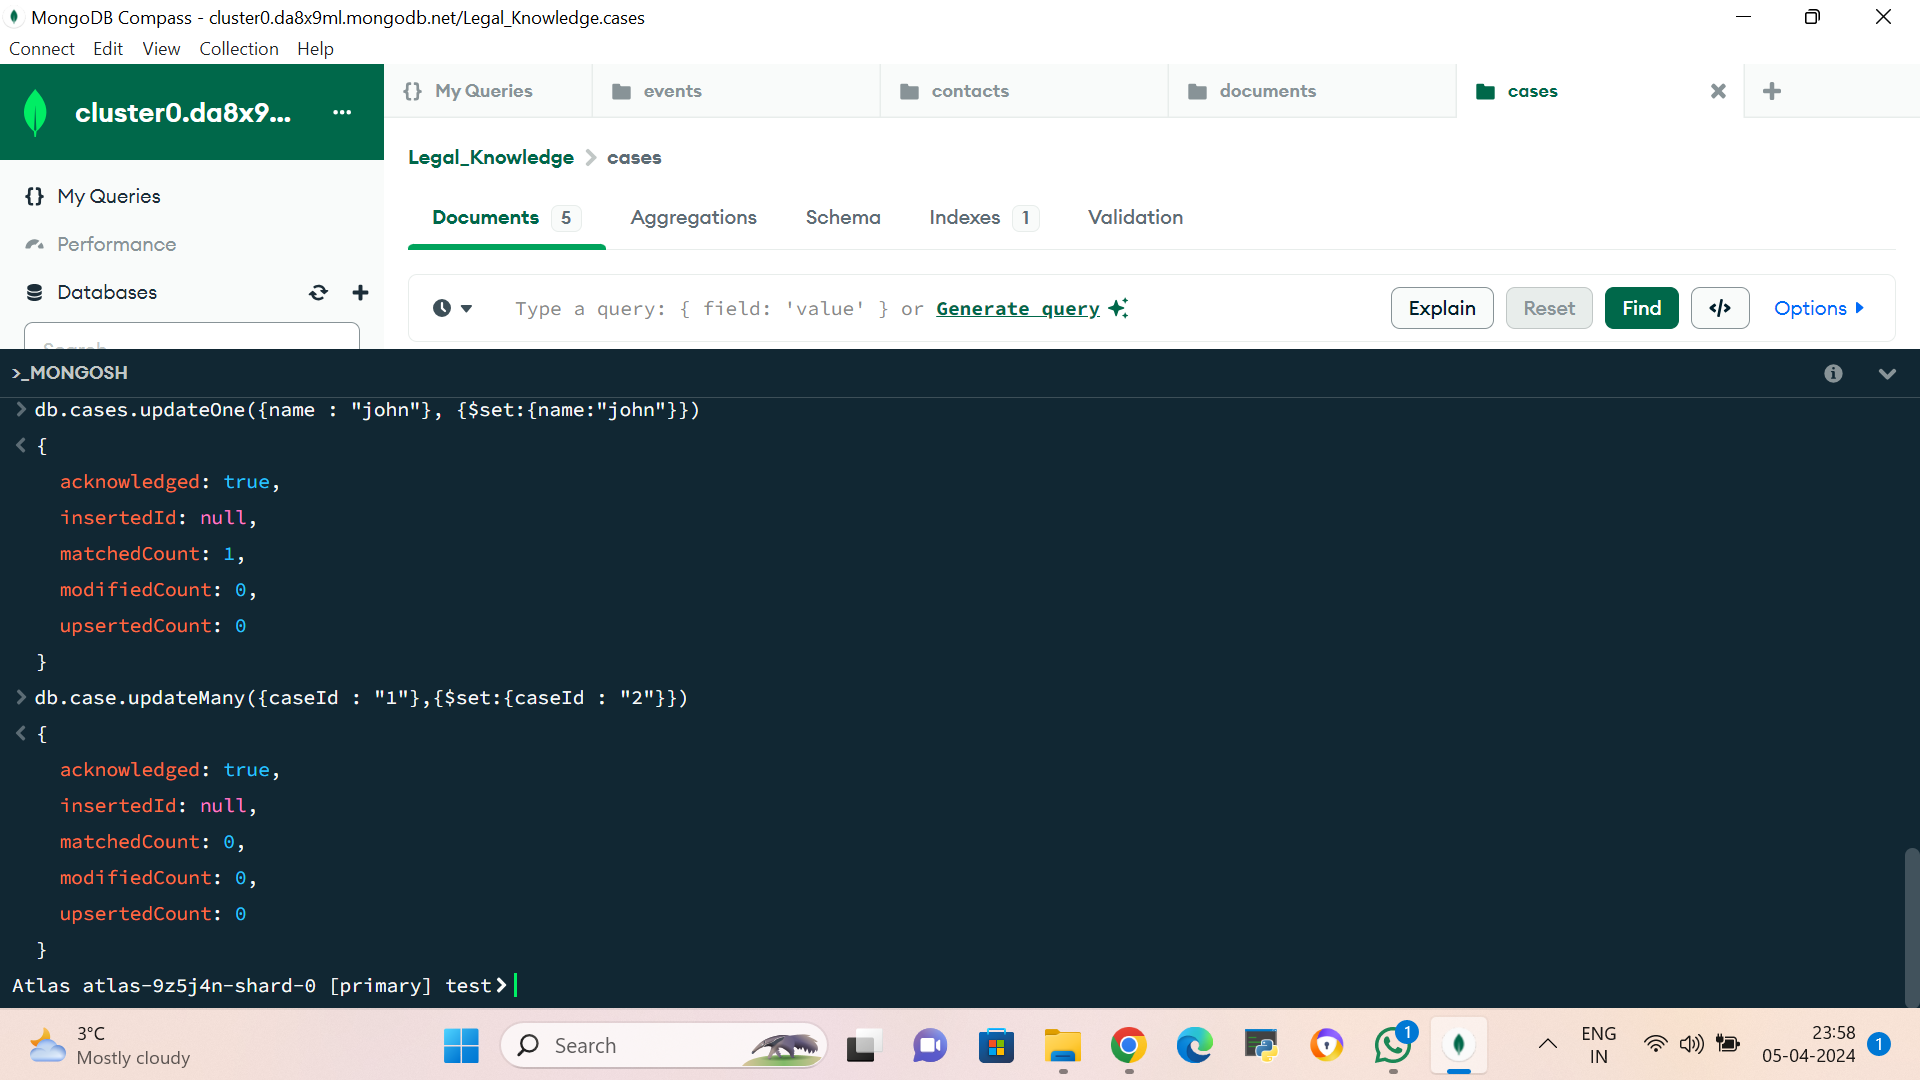 MongoDB Compass - cluster0.da8x9ml.mongodb.net/Legal_Knowledge.cases
Connect Edit View Collection Help
cluster0.da8x9... ...
{} My Queries
events
contacts
documents
cases
Legal_Knowledge > cases
{} My Queries
Performance
Databases
Search
Documents 5
Aggregations
Schema
Indexes 1
Validation
Type a query: { field: 'value' } or Generate query
Explain
Reset
Find
</>
Options
>_MONGOSH
> db.cases.updateOne({name : "john"}, {$set:{name:"john"}})
< {
acknowledged: true,
insertedId: null,
matchedCount: 1,
modifiedCount: 0,
upsertedCount: 0
}
> db.case.updateMany({caseId : "1"},{$set:{caseId : "2"}})
< {
acknowledged: true,
insertedId: null,
matchedCount: 0,
modifiedCount: 0,
upsertedCount: 0
}
Atlas atlas-9z5j4n-shard-0 [primary] test>
3°C
Mostly cloudy
Search
1
ENG
IN
23:58
05-04-2024
1